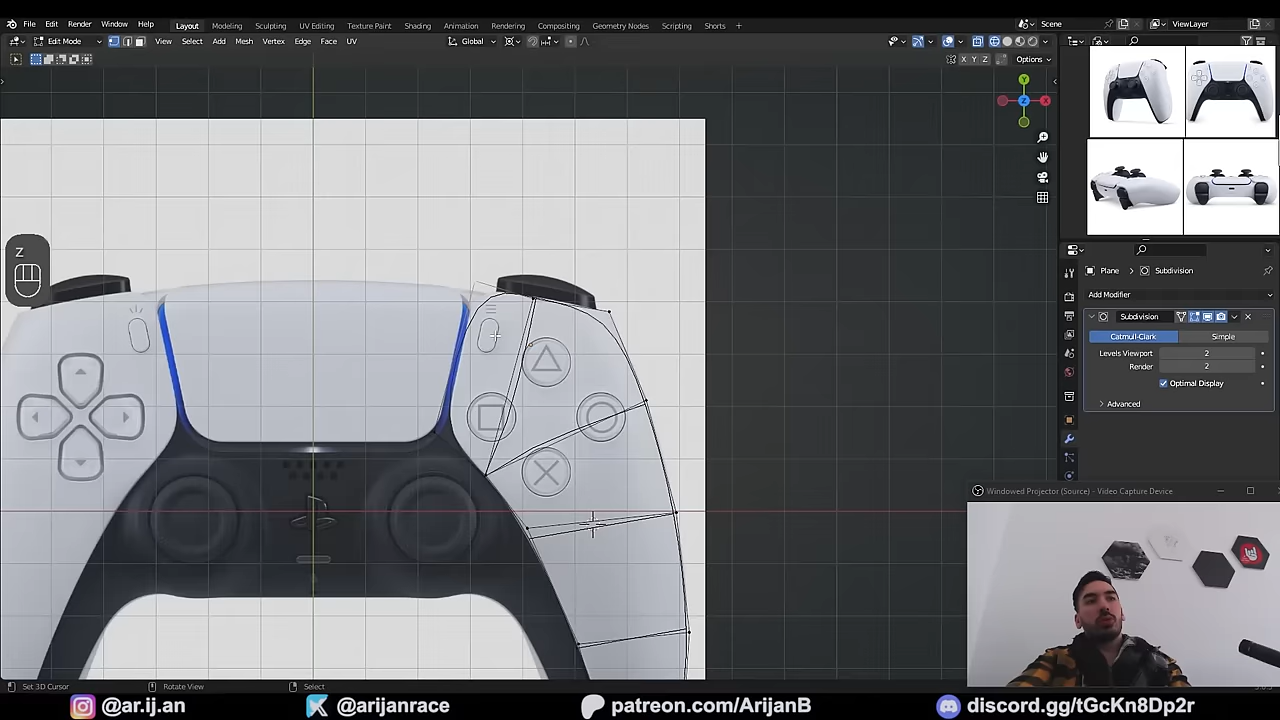 File Edit Render Window Help Layout Modeling Sculpting UV Editing Texture Paint Shading Animation Rendering Compositing Geometry Nodes Scripting Shorts + Scene ViewLayer
Edit Mode View Select Add Mesh Vertex Edge Face UV Global
X Y Z Options
Y
Z X
Z
Plane Subdivision
Add Modifier
Subdivision
Catmull-Clark Simple
Levels Viewport 2
Render 2
Optimal Display
Advanced
Windowed Projector (Source) - Video Capture Device
Set 3D Cursor Rotate View Select
@ar.ij.an @arijanrace patreon.com/ArijanB discord.gg/tGcKn8Dp2r